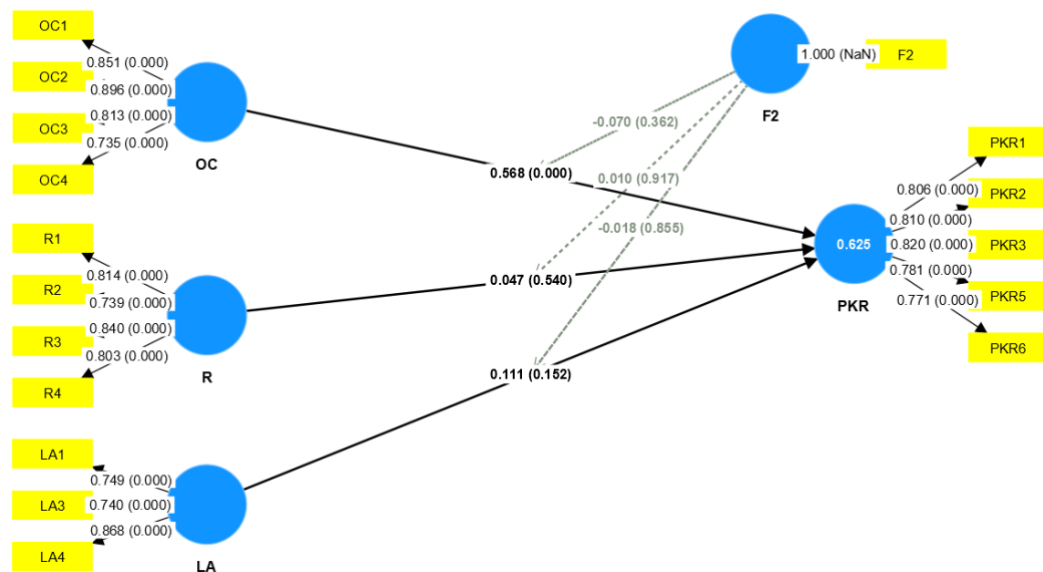 OC1
OC2
OC3
OC4
0.851 (0.000)
0.896 (0.000)
0.813 (0.000)
0.735 (0.000)
OC
R1
R2
R3
R4
0.814 (0.000)
0.739 (0.000)
0.840 (0.000)
0.803 (0.000)
R
LA1
LA3
LA4
0.749 (0.000)
0.740 (0.000)
0.868 (0.000)
LA
1.000 (NaN)
F2
F2
-0.070 (0.362)
0.010 (0.917)
-0.018 (0.855)
0.568 (0.000)
0.047 (0.540)
0.111 (0.152)
0.625
PKR
0.806 (0.000)
0.810 (0.000)
0.820 (0.000)
0.781 (0.000)
0.771 (0.000)
PKR1
PKR2
PKR3
PKR5
PKR6